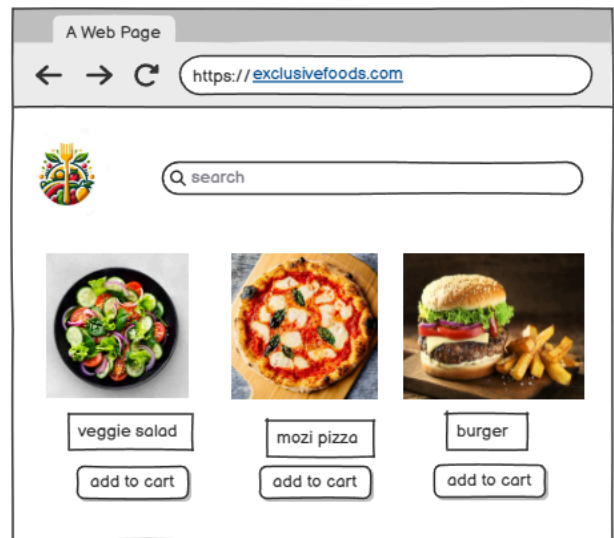 A Web Page
https://exclusivefoods.com
search
veggie salad
mozi pizza
burger
add to cart
add to cart
add to cart